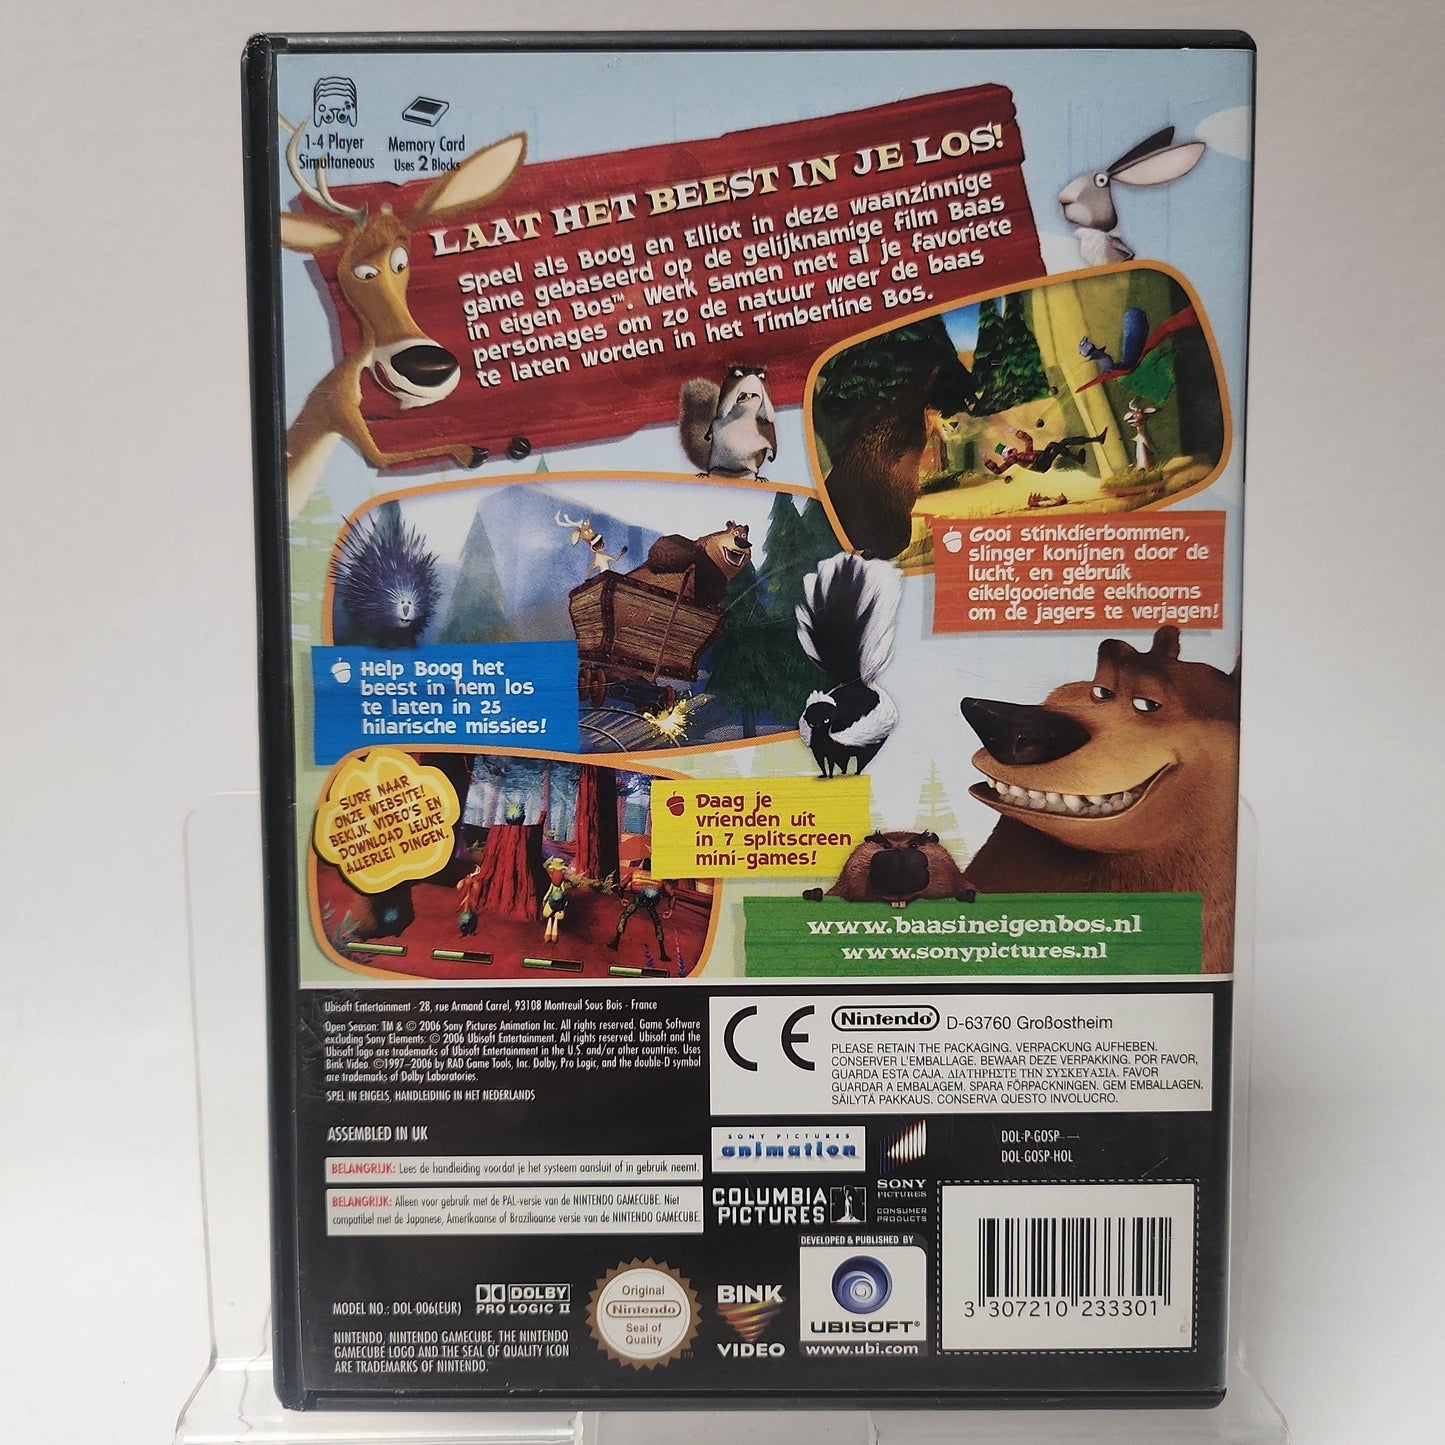 1-4 Player
Simultaneous
Memory Card
Uses 2 Blocks
LAAT HET BEEST IN JE LOS!
Speel als Boog en Elliot in deze waanzinnige
game gebaseerd op de gelijknamige film Baas
in eigen Bos™. Werk samen met al je favoriete
personages om zo de natuur weer de baas
te laten worden in het Timberline Bos.
Gooi stinkdierbommen,
slinger konijnen door de
lucht, en gebruik
eikelgooiende eekhoorns
om de jagers te verjagen!
Help Boog het
beest in hem los
te laten in 25
hilarische missies!
SURF NAAR
ONZE WEBSITE!
BEKIJK VIDEO'S EN
DOWNLOAD LEUKE
ALLERLEI DINGEN.
Daag je
vrienden uit
in 7 splitscreen
mini-games!
www.baasineigenbos.nl
www.sonypictures.nl
Ubisoft Entertainment - 28, rue Armand Carrel, 93108 Montreuil Sous Bois - France
Open Season: TM & © 2006 Sony Pictures Animation Inc. All rights reserved. Game Software
excluding Sony Elements: © 2006 Ubisoft Entertainment. All rights reserved. Ubisoft and the
Ubisoft logo are trademarks of Ubisoft Entertainment in the U.S. and/or other countries. Uses
Bink Video. ©1997–2006 by RAD Game Tools, Inc. Dolby, Pro Logic, and the double-D symbol
are trademarks of Dolby Laboratories.
SPEL IN ENGELS, HANDLEIDING IN HET NEDERLANDS
ASSEMBLED IN UK
BELANGRIJK: Lees de handleiding voordat je het systeem aansluit of in gebruik neemt.
BELANGRIJK: Alleen voor gebruik met de PAL-versie van de NINTENDO GAMECUBE. Niet
compatibel met de Japanese, Amerikaanse of Braziliaanse versie van de NINTENDO GAMECUBE.
CE
Nintendo® D-63760 Großostheim
PLEASE RETAIN THE PACKAGING. VERPACKUNG AUFHEBEN.
CONSERVER L'EMBALLAGE. BEWAAR DEZE VERPAKKING. POR FAVOR,
GUARDA ESTA CAJA. ΔΙΑΤΗΡΗΣΤΕ ΤΗΝ ΣΥΣΚΕΥΑΣΙΑ. FAVOR
GUARDAR A EMBALAGEM. SPARA FÖRPACKNINGEN. GEM EMBALLAGEN.
SÄILYTÄ PAKKAUS. CONSERVA QUESTO INVOLUCRO.
SONY PICTURES
animation
COLUMBIA
PICTURES
SONY
PICTURES
CONSUMER
PRODUCTS
DOL-P-GOSP
DOL-GOSP-HOL
MODEL NO.: DOL-006(EUR)
DOLBY
PRO LOGIC II
Original
Nintendo
Seal of
Quality
TM
BINK
VIDEO
DEVELOPED & PUBLISHED BY
UBISOFT®
www.ubi.com
3 307210 233301
NINTENDO, NINTENDO GAMECUBE, THE NINTENDO
GAMECUBE LOGO AND THE SEAL OF QUALITY ICON
ARE TRADEMARKS OF NINTENDO.